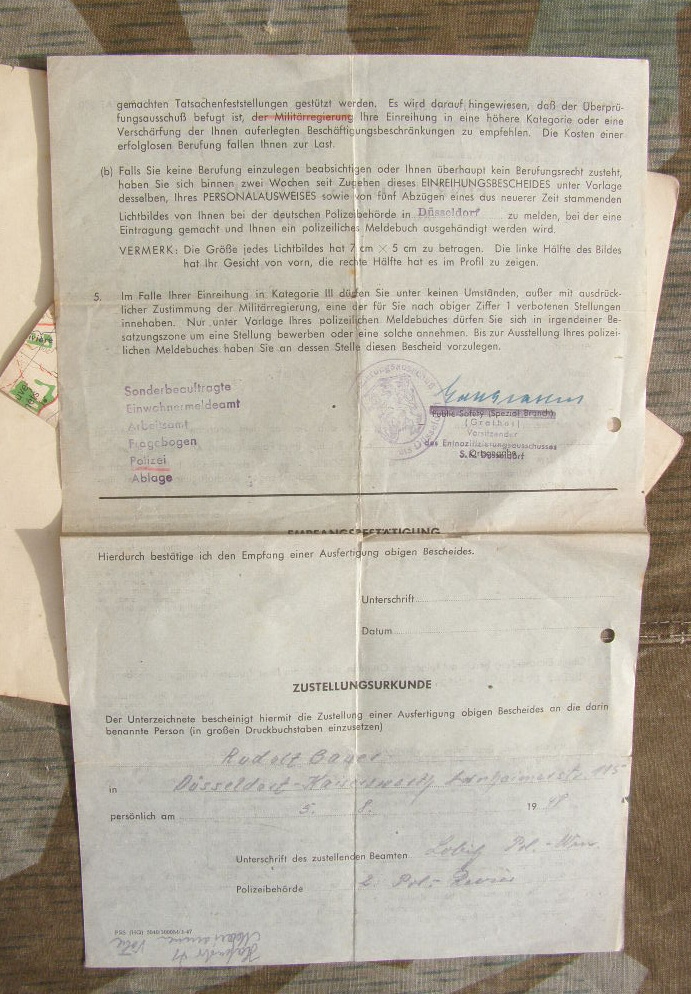 gemachten Tatsachenfeststellungen gestützt werden. Es wird darauf hingewiesen, daß der Überprü-
fungsausschuß befugt ist, der Militärregierung Ihre Einreihung in eine höhere Kategorie oder eine
Verschärfung der Ihnen auferlegten Beschäftigungsbeschränkungen zu empfehlen. Die Kosten einer
erfolglosen Berufung fallen Ihnen zur Last.
(b) Falls Sie keine Berufung einzulegen beabsichtigen oder Ihnen überhaupt kein Berufungsrecht zusteht,
haben Sie sich binnen zwei Wochen seit Zugehen dieses EINREIHUNGSBESCHEIDES unter Vorlage
desselben, Ihres PERSONALAUSWEISES sowie von fünf Abzügen eines aus neuerer Zeit stammenden
Lichtbildes von Ihnen bei der deutschen Polizeibehörde in Düsseldorf zu melden, bei der eine
Eintragung gemacht und Ihnen ein polizeiliches Meldebuch ausgehändigt werden wird.
VERMERK: Die Größe jedes Lichtbildes hat 7 cm × 5 cm zu betragen. Die linke Hälfte des Bildes
hat Ihr Gesicht von vorn, die rechte Hälfte hat es im Profil zu zeigen.
5. Im Falle Ihrer Einreihung in Kategorie III dürfen Sie unter keinen Umständen, außer mit ausdrück-
licher Zustimmung der Militärregierung, eine der für Sie nach obiger Ziffer 1 verbotenen Stellungen
innehaben. Nur unter Vorlage Ihres polizeilichen Meldebuches dürfen Sie sich in irgendeiner Be-
satzungszone um eine Stellung bewerben oder eine solche annehmen. Bis zur Ausstellung Ihres polizei-
lichen Meldebuches haben Sie an dessen Stelle diesen Bescheid vorzulegen.
Sonderbeauftragte
Einwohnermeldeamt
Arbeitsamt
Fragebogen
Polizei
Ablage
Public Safety (Spezial Branch)
Vorsitzender
des Entnazifizierungsausschusses
EMPFANGSBESTÄTIGUNG
Hierdurch bestätige ich den Empfang einer Ausfertigung obigen Bescheides.
Unterschrift
Datum
ZUSTELLUNGSURKUNDE
Der Unterzeichnete bescheinigt hiermit die Zustellung einer Ausfertigung obigen Bescheides an die darin
benannte Person (in großen Druckbuchstaben einzusetzen)
Rudolf Bauer
in Düsseldorf-Kaiserswerth 115
persönlich am 5. 8. 19 48
Unterschrift des zustellenden Beamten Pol.-
Polizeibehörde 2. Pol.-Revier